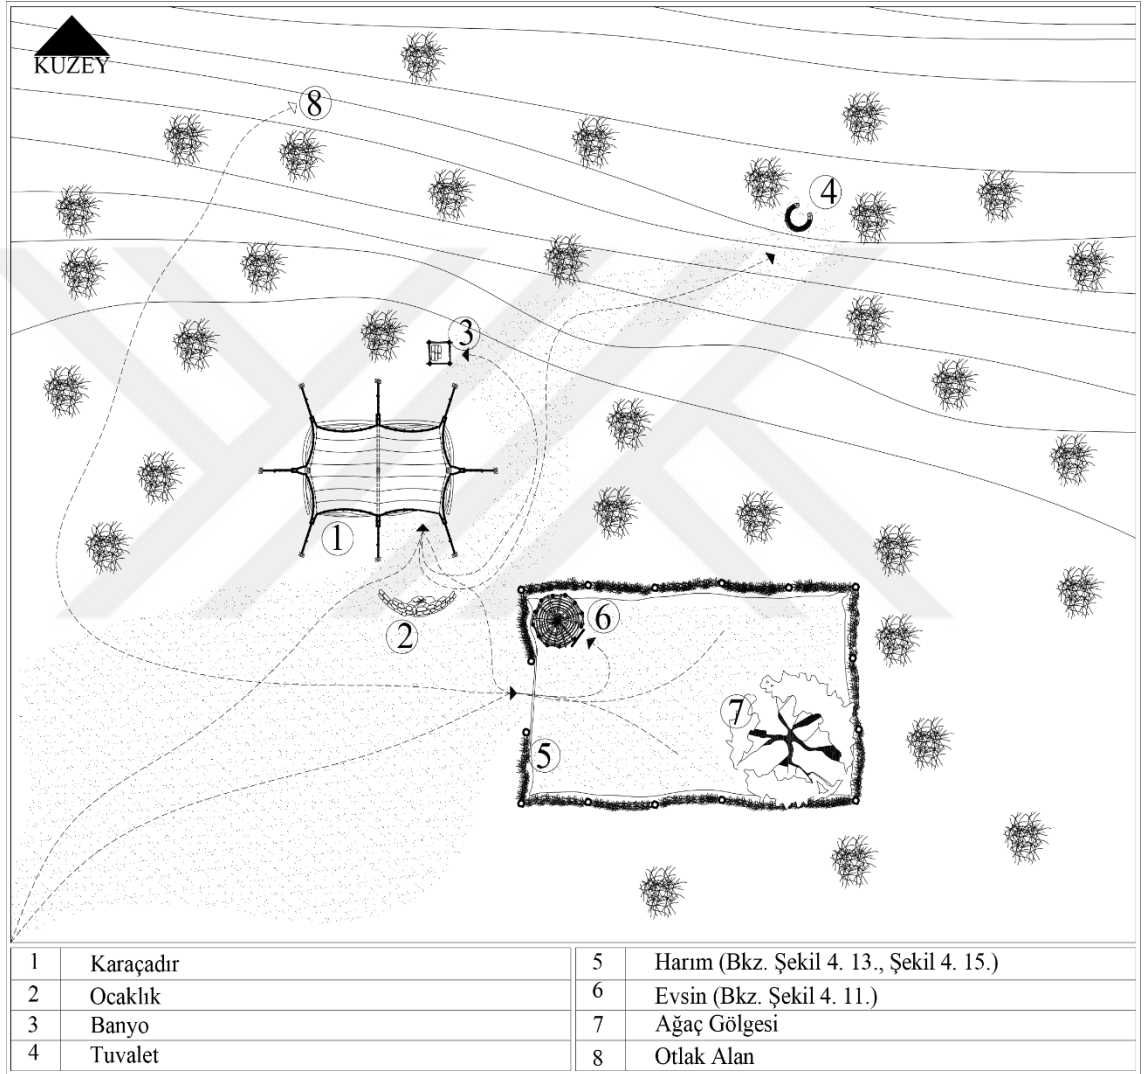 KUZEY
8
4
3
1
2
6
7
5
1 Karaçadır
2 Ocaklık
3 Banyo
4 Tuvalet
5 Harım (Bkz. Şekil 4. 13., Şekil 4. 15.)
6 Evsin (Bkz. Şekil 4. 11.)
7 Ağaç Gölgesi
8 Otlak Alan